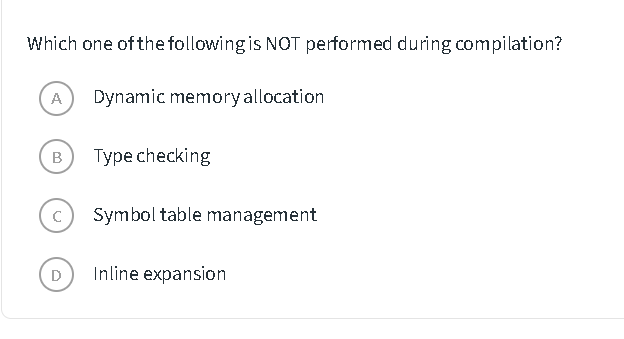 Which one of the following is NOT performed during compilation?
A Dynamic memory allocation
B Type checking
C Symbol table management
D Inline expansion